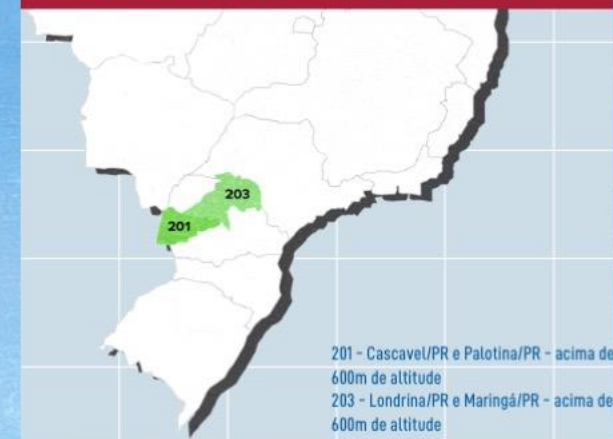 203
201
201 - Cascavel/PR e Palotina/PR - acima de
600m de altitude
203 - Londrina/PR e Maringá/PR - acima de
600m de altitude